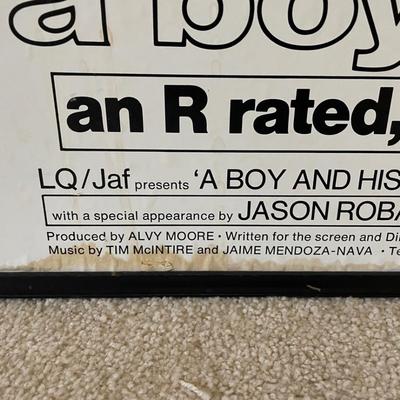 a boy
an R rated,
LQ/Jaf presents 'A BOY AND HIS
with a special appearance by JASON ROBA
Produced by ALVY MOORE · Written for the screen and Di
Music by TIM McINTIRE and JAIME MENDOZA-NAVA · Te